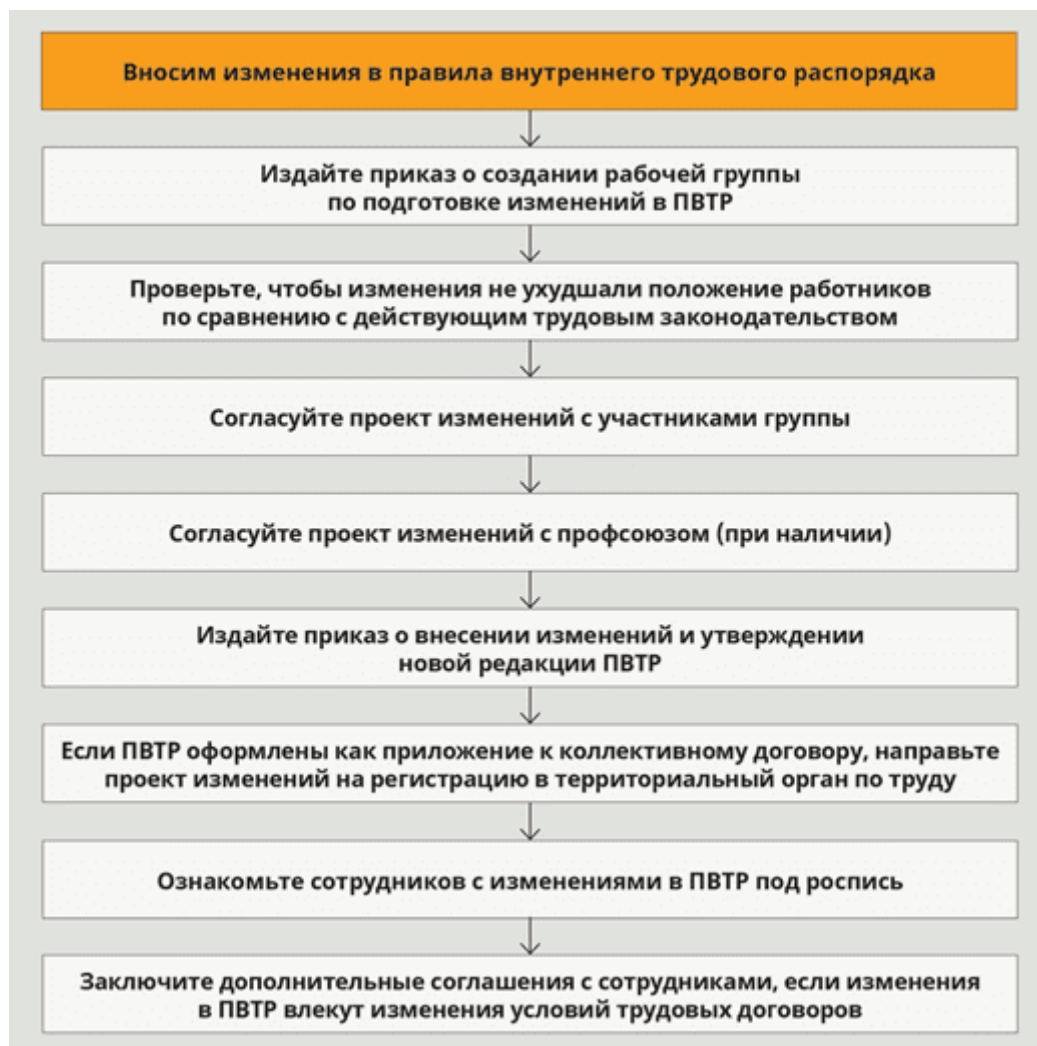 Вносим изменения в правила внутреннего трудового распорядка
Издайте приказ о создании рабочей группы
по подготовке изменений в ПВТР
Проверьте, чтобы изменения не ухудшали положение работников
по сравнению с действующим трудовым законодательством
Согласуйте проект изменений с участниками группы
Согласуйте проект изменений с профсоюзом (при наличии)
Издайте приказ о внесении изменений и утверждении
новой редакции ПВТР
Если ПВТР оформлены как приложение к коллективному договору, направьте
проект изменений на регистрацию в территориальный орган по труду
Ознакомьте сотрудников с изменениями в ПВТР под роспись
Заключите дополнительные соглашения с сотрудниками, если изменения
в ПВТР влекут изменения условий трудовых договоров